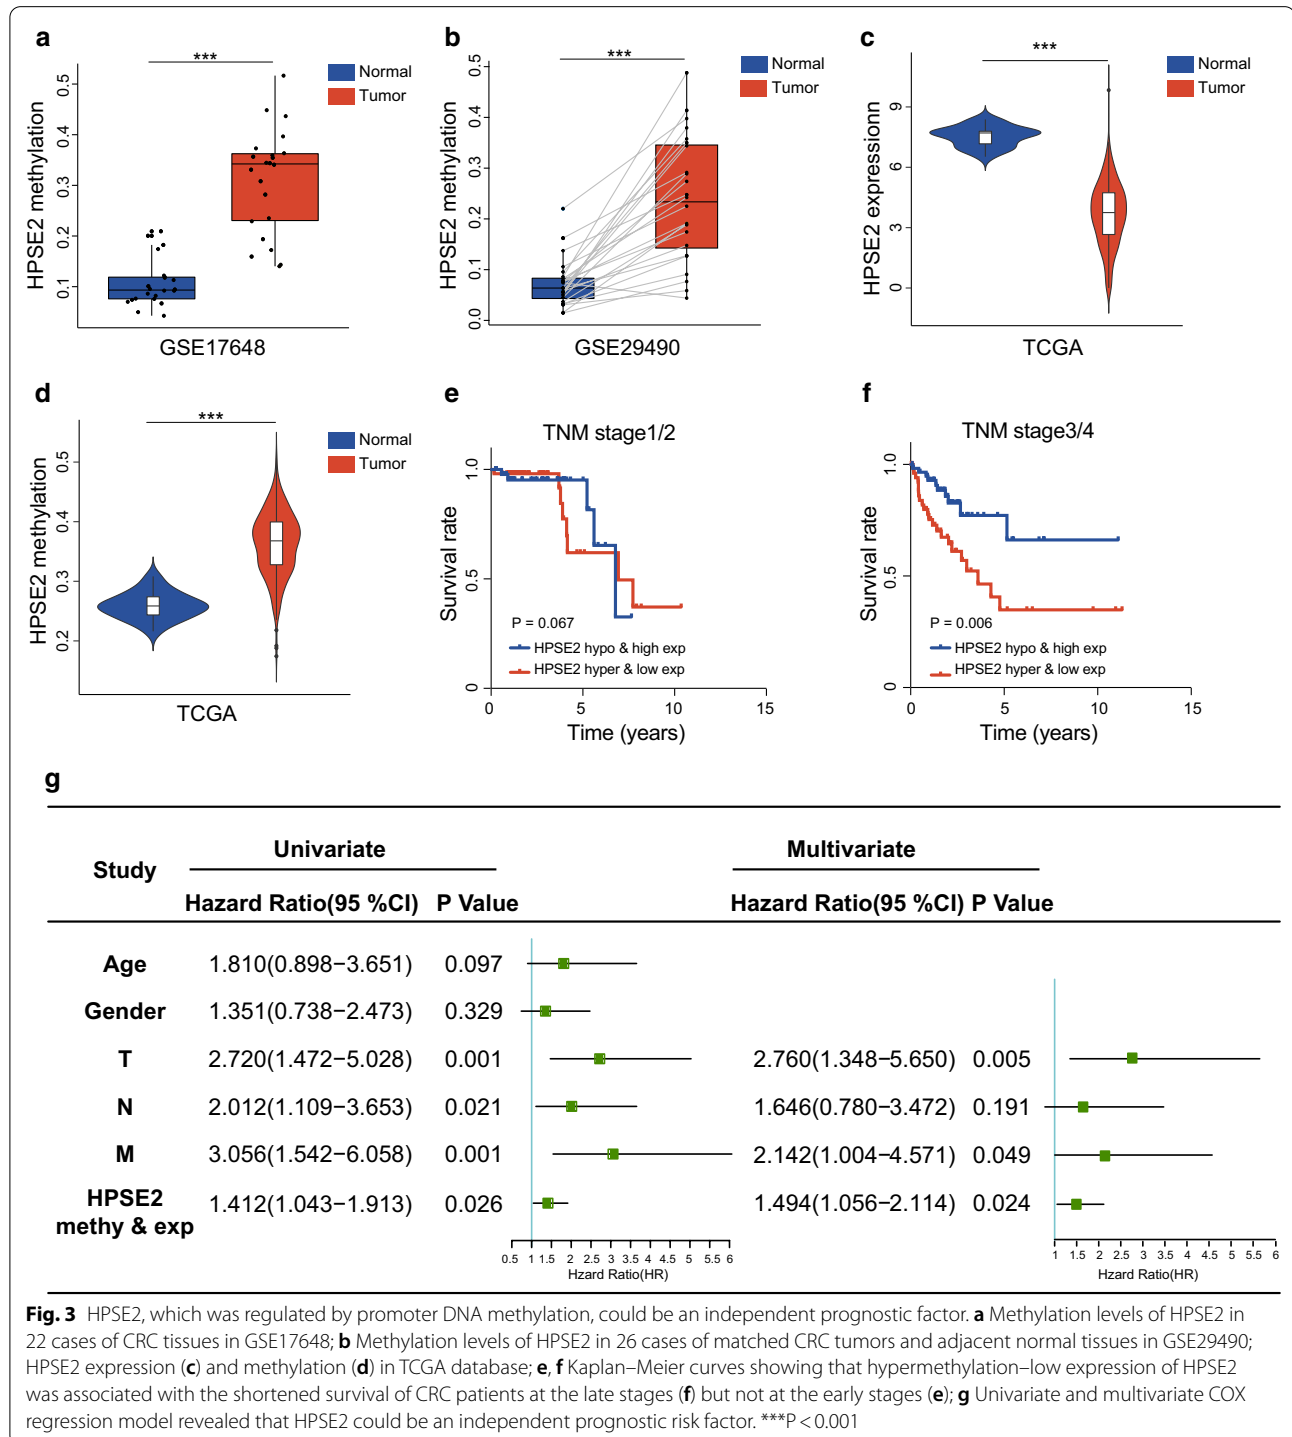 a
***
Normal
Tumor
HPSE2 methylation
0.5
0.4
0.3
0.2
0.1
GSE17648
b
***
Normal
Tumor
HPSE2 methylation
0.5
0.4
0.3
0.2
0.1
0.0
GSE29490
c
***
Normal
Tumor
HPSE2 expressionn
9
6
3
0
TCGA
d
***
Normal
Tumor
HPSE2 methylation
0.5
0.4
0.3
0.2
TCGA
e
TNM stage1/2
Survival rate
1.0
0.5
0
P = 0.067
HPSE2 hypo & high exp
HPSE2 hyper & low exp
0 5 10 15
Time (years)
f
TNM stage3/4
Survival rate
1.0
0.5
0
P = 0.006
HPSE2 hypo & high exp
HPSE2 hyper & low exp
0 5 10 15
Time (years)
g
Study Univariate Multivariate
Hazard Ratio(95 %CI) P Value Hazard Ratio(95 %CI) P Value
Age 1.810(0.898−3.651) 0.097
Gender 1.351(0.738−2.473) 0.329
T 2.720(1.472−5.028) 0.001 2.760(1.348−5.650) 0.005
N 2.012(1.109−3.653) 0.021 1.646(0.780−3.472) 0.191
M 3.056(1.542−6.058) 0.001 2.142(1.004−4.571) 0.049
HPSE2 methy & exp 1.412(1.043−1.913) 0.026 1.494(1.056−2.114) 0.024
0.5 1 1.5 2 2.5 3 3.5 4 4.5 5 5.5 6
Hzard Ratio(HR)
1 1.5 2 2.5 3 3.5 4 4.5 5 5.5 6
Hzard Ratio(HR)
Fig. 3 HPSE2, which was regulated by promoter DNA methylation, could be an independent prognostic factor. a Methylation levels of HPSE2 in
22 cases of CRC tissues in GSE17648; b Methylation levels of HPSE2 in 26 cases of matched CRC tumors and adjacent normal tissues in GSE29490;
HPSE2 expression (c) and methylation (d) in TCGA database; e, f Kaplan–Meier curves showing that hypermethylation–low expression of HPSE2
was associated with the shortened survival of CRC patients at the late stages (f) but not at the early stages (e); g Univariate and multivariate COX
regression model revealed that HPSE2 could be an independent prognostic risk factor. ***P < 0.001